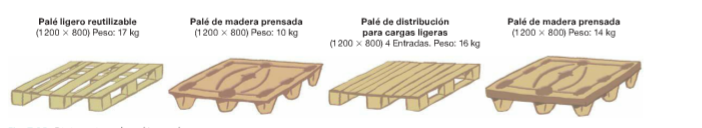 Palé ligero reutilizable
(1 200 × 800) Peso: 17 kg
Palé de madera prensada
(1 200 × 800) Peso: 10 kg
Palé de distribución
para cargas ligeras
(1 200 × 800) 4 Entradas. Peso: 16 kg
Palé de madera prensada
(1 200 × 800) Peso: 14 kg